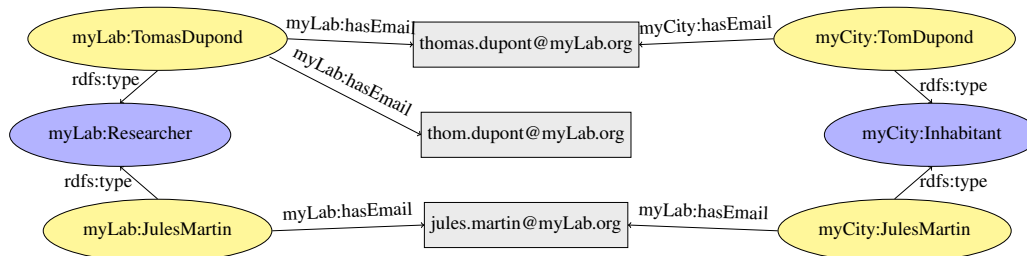 myLab:TomasDupond
myLab:hasEmail
thomas.dupont@myLab.org
myCity:hasEmail
myCity:TomDupond
rdfs:type
myLab:hasEmail
rdfs:type
myLab:Researcher
thom.dupont@myLab.org
myCity:Inhabitant
rdfs:type
rdfs:type
myLab:JulesMartin
myLab:hasEmail
jules.martin@myLab.org
myLab:hasEmail
myCity:JulesMartin